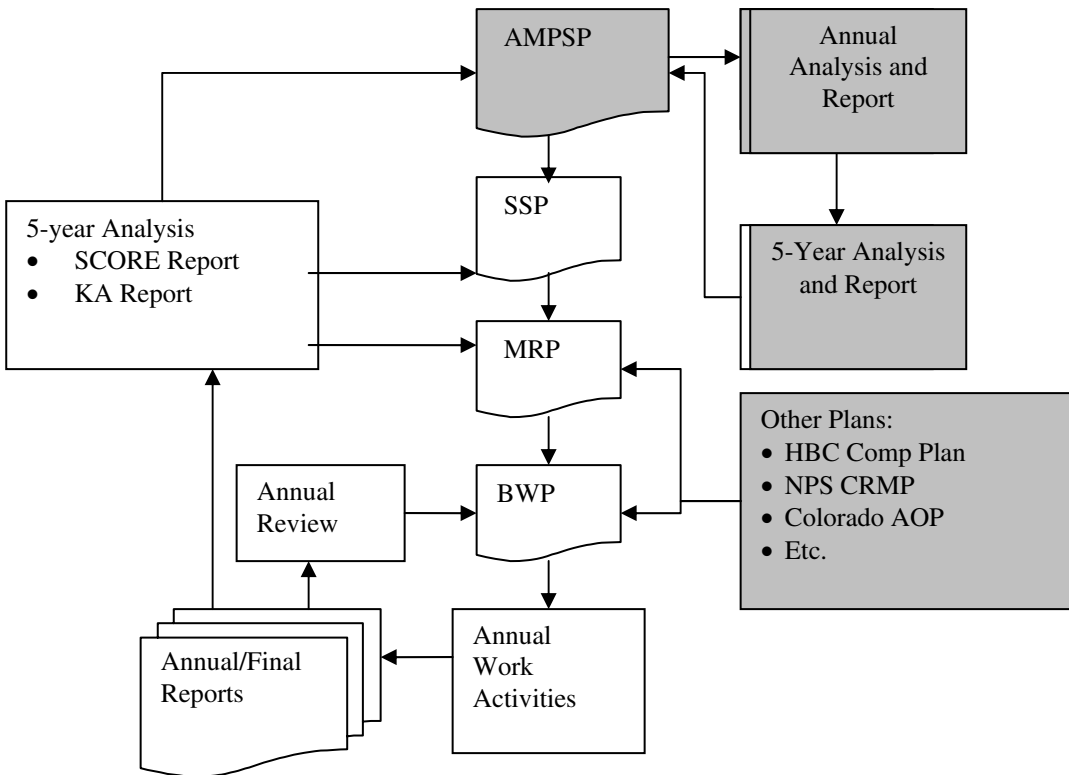 AMPSP
Annual
Analysis and
Report
SSP
5-year Analysis
• SCORE Report
• KA Report
5-Year Analysis
and Report
MRP
Other Plans:
• HBC Comp Plan
• NPS CRMP
• Colorado AOP
• Etc.
Annual
Review
BWP
Annual/Final
Reports
Annual
Work
Activities